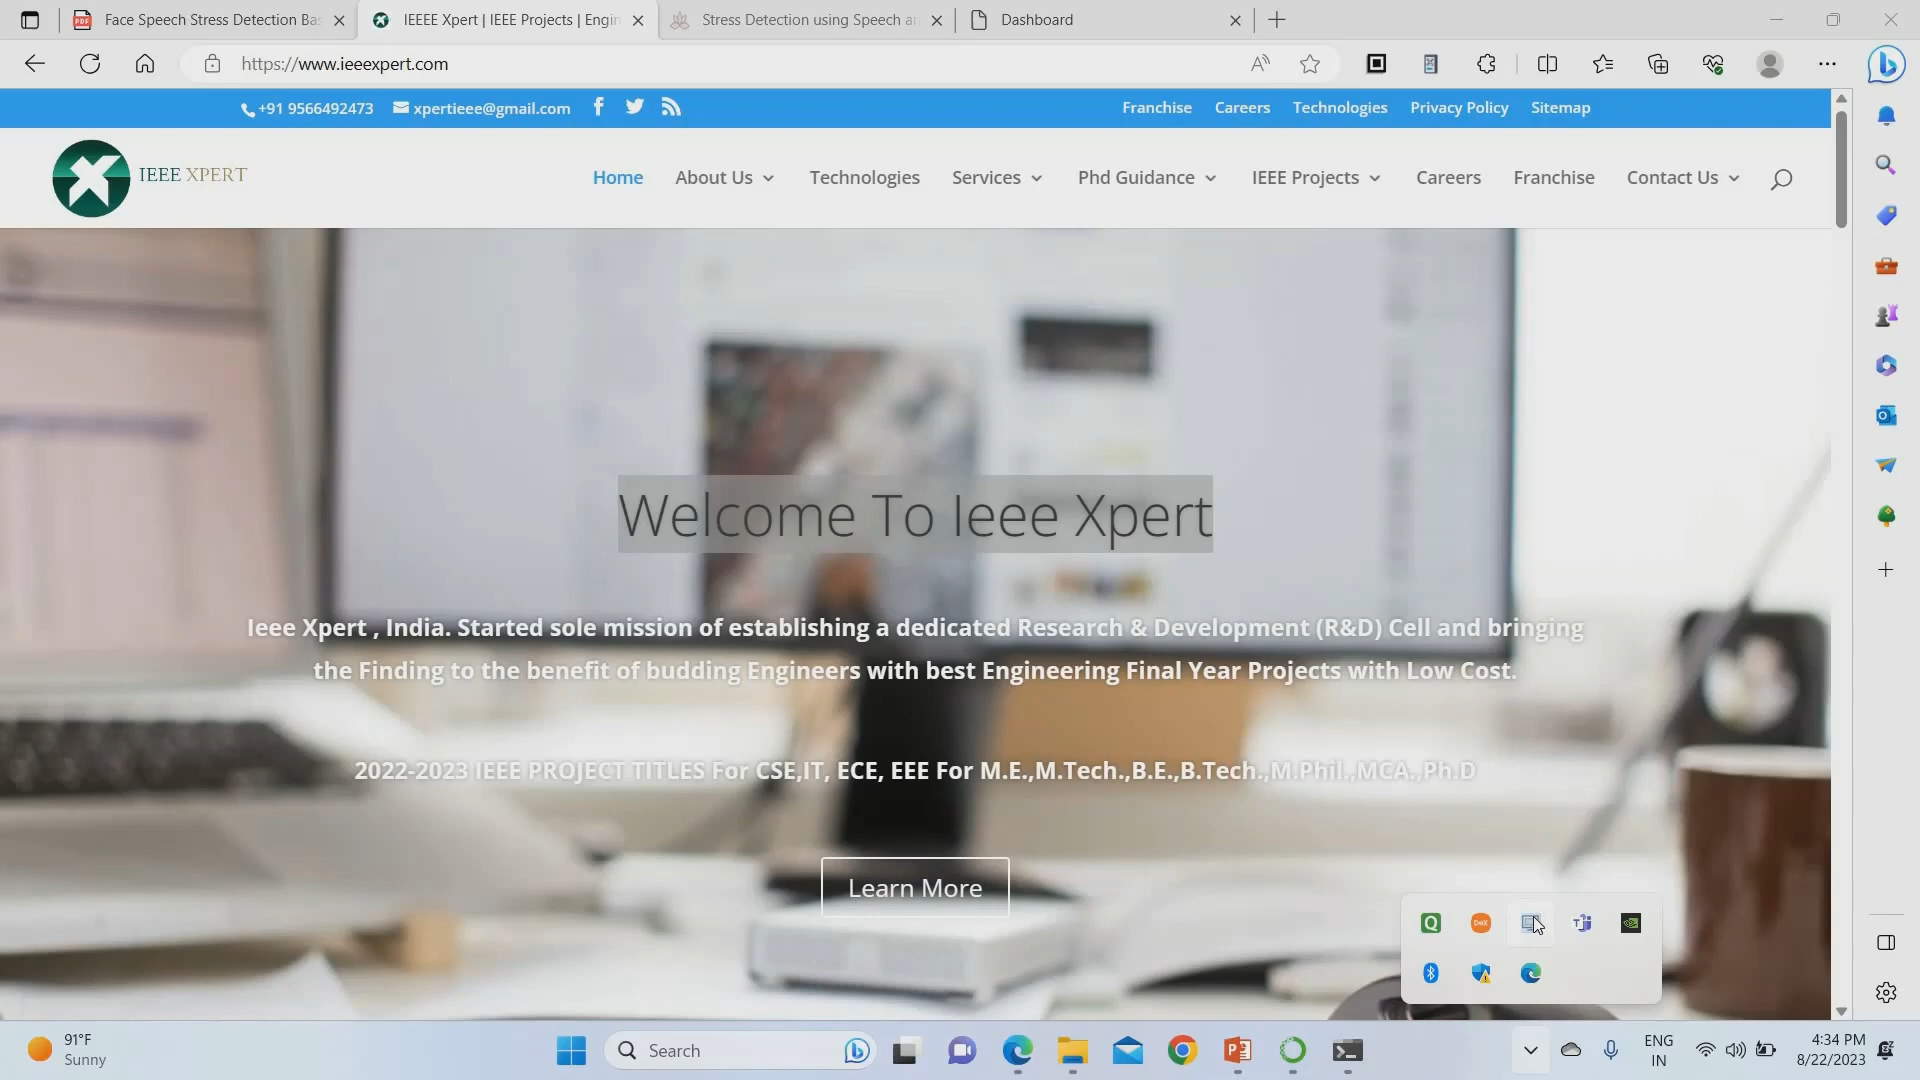 Face Speech Stress Detection Ba
IEEEE Xpert | IEEE Projects | Engin
Stress Detection using Speech a
Dashboard
https://www.ieeexpert.com
+91 9566492473
xpertieee@gmail.com
Franchise
Careers
Technologies
Privacy Policy
Sitemap
IEEE XPERT
Home
About Us
Technologies
Services
Phd Guidance
IEEE Projects
Careers
Franchise
Contact Us
Welcome To Ieee Xpert
Ieee Xpert , India. Started sole mission of establishing a dedicated Research & Development (R&D) Cell and bringing
the Finding to the benefit of budding Engineers with best Engineering Final Year Projects with Low Cost.
2022-2023 IEEE PROJECT TITLES For CSE,IT, ECE, EEE For M.E.,M.Tech.,B.E.,B.Tech.,M.Phil.,MCA.,Ph.D
Learn More
91°F
Sunny
Search
ENG
IN
4:34 PM
8/22/2023